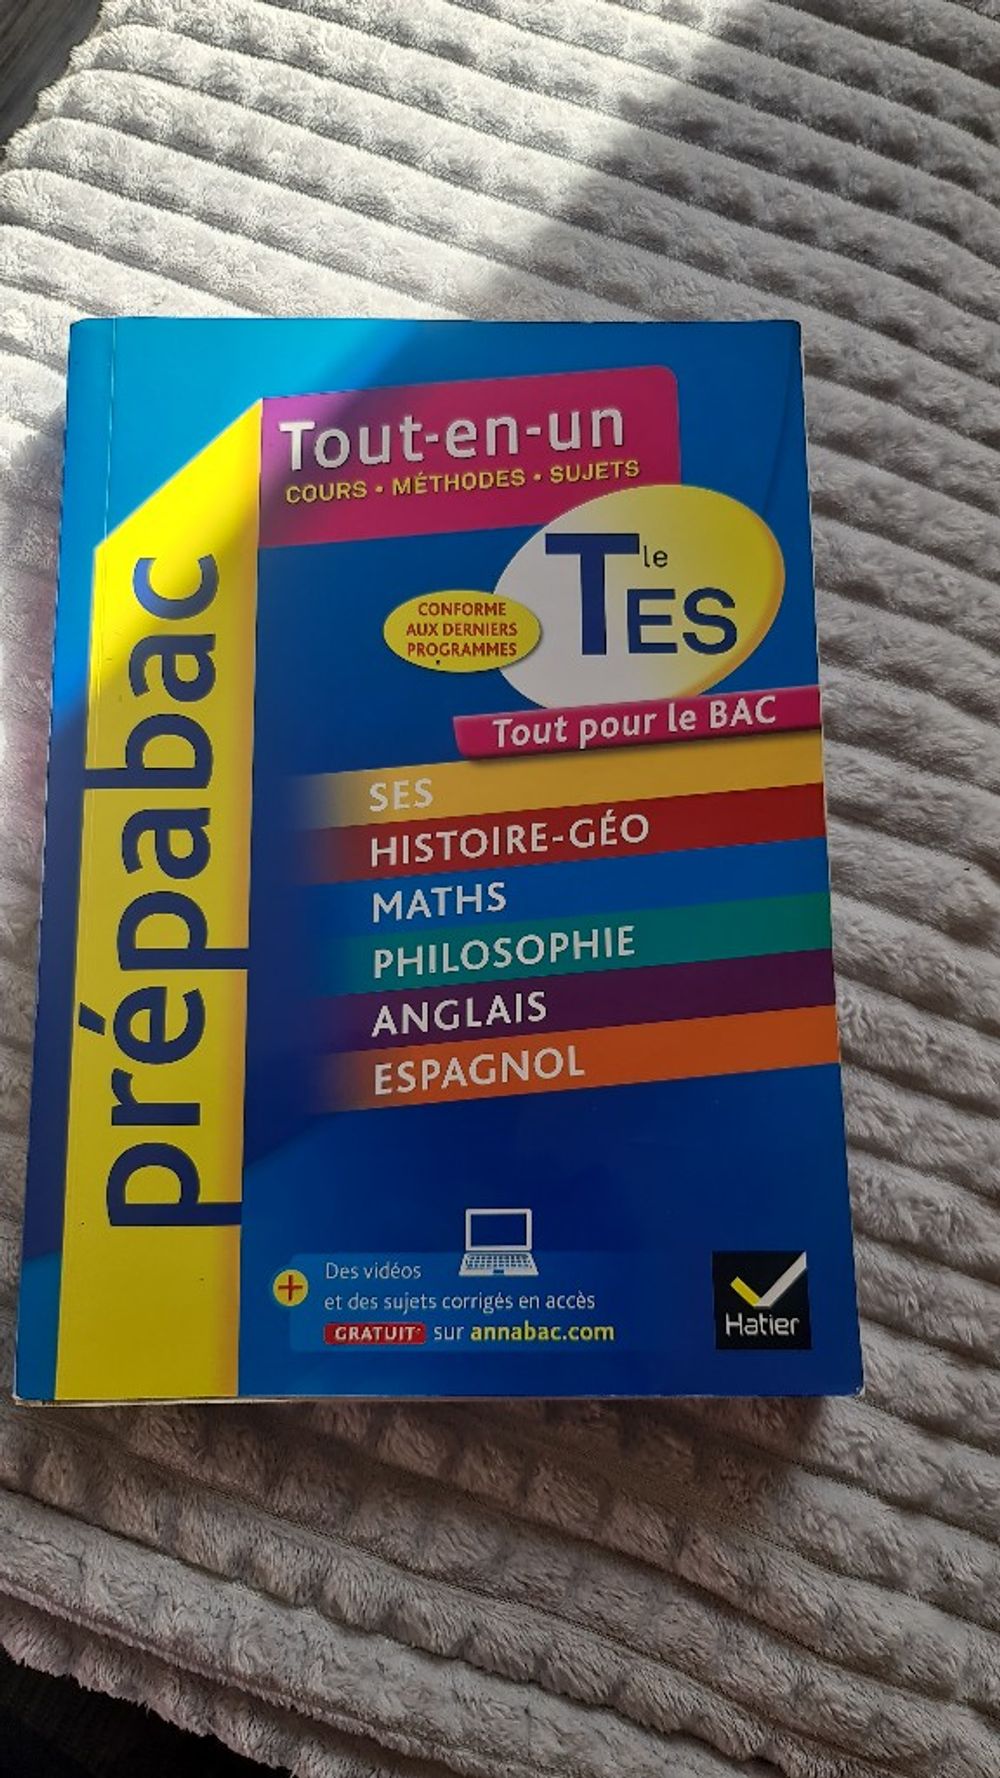 prépabac
Tout-en-un
COURS • MÉTHODES • SUJETS
Tle
ES
CONFORME
AUX DERNIERS
PROGRAMMES
Tout pour le BAC
SES
HISTOIRE-GÉO
MATHS
PHILOSOPHIE
ANGLAIS
ESPAGNOL
+
Des vidéos
et des sujets corrigés en accès
GRATUIT* sur annabac.com
Hatier